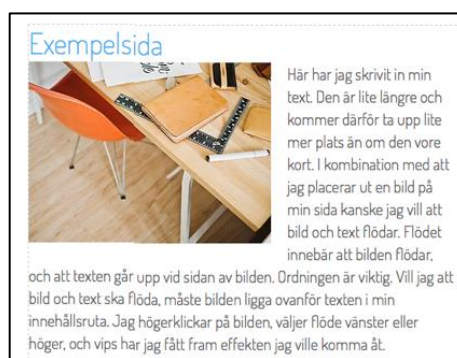 Exempelsida
Här har jag skrivit in min
text. Den är lite längre och
kommer därför ta upp lite
mer plats än om den vore
kort. I kombination med att
jag placerar ut en bild på
min sida kanske jag vill att
bild och text flödar. Flödet
innebär att bilden flödar,
och att texten går upp vid sidan av bilden. Ordningen är viktig. Vill jag att
bild och text ska flöda, måste bilden ligga ovanför texten i min
innehållsruta. Jag högerklickar på bilden, väljer flöde vänster eller
höger, och vips har jag fått fram effekten jag ville komma åt.